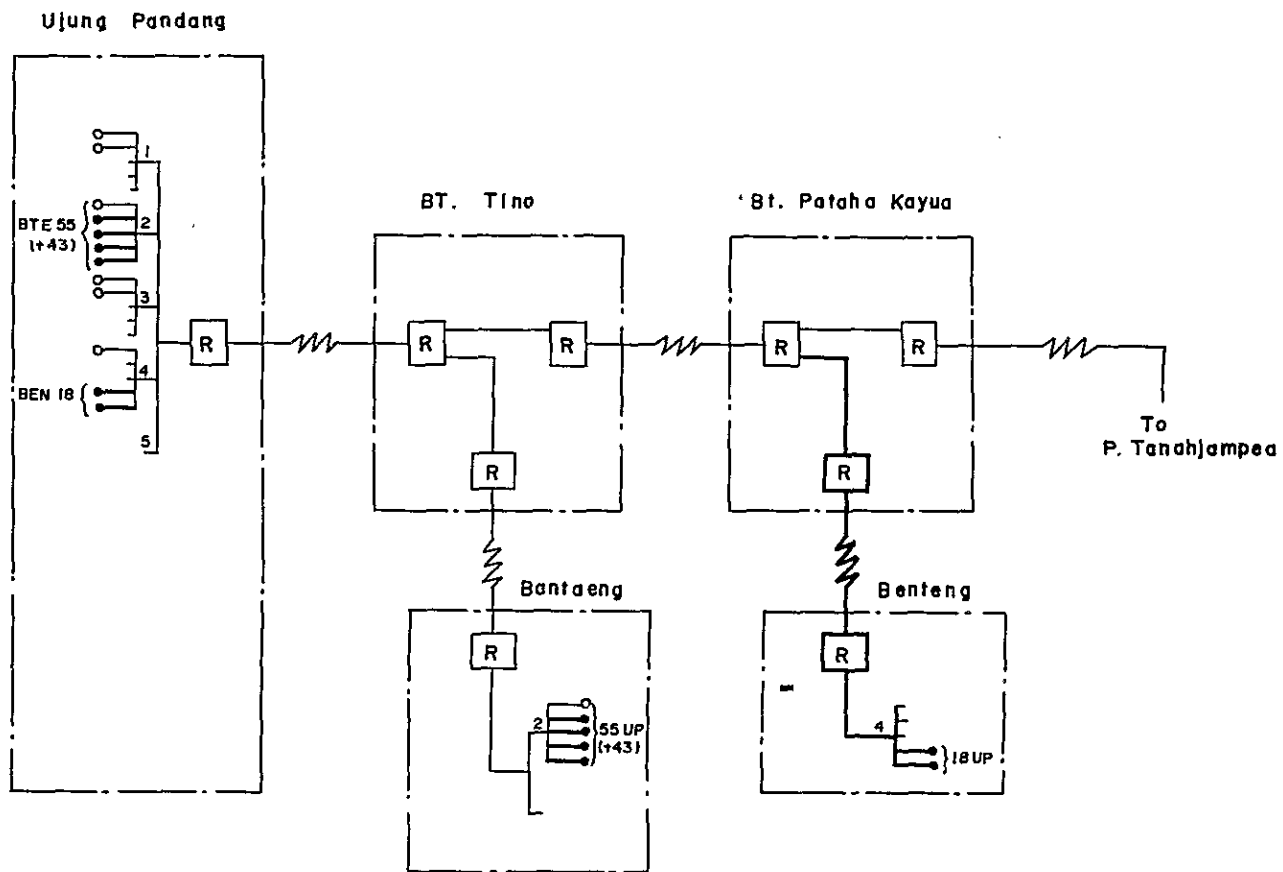 Ujung Pandang
1
BTE 55
(+43)
2
3
BEN 18
4
5
R
BT. Tino
R
R
R
Bt. Pataha Kayua
R
R
R
To
P. Tanahjampea
Bantaeng
R
2
55 UP
(+43)
Benteng
R
4
18 UP